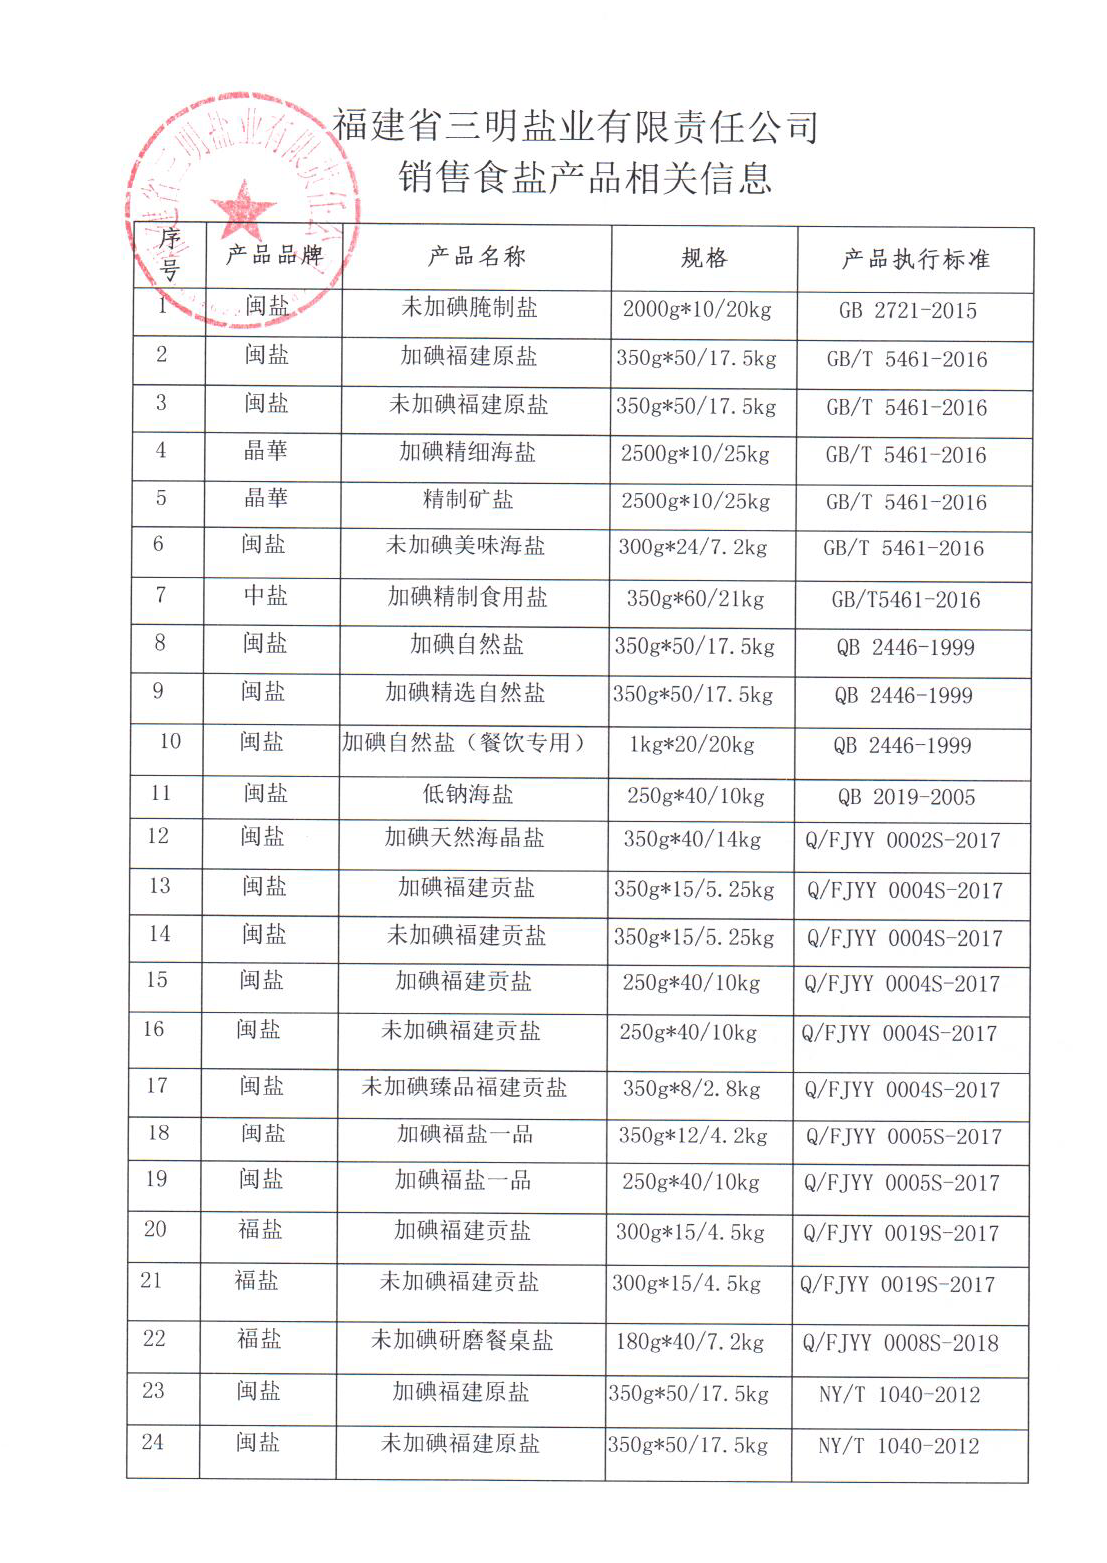 福建省三明盐业有限责任公司
销售食盐产品相关信息
福建省三明盐业有限责任公司
序号 产品品牌 产品名称 规格 产品执行标准
1 闽盐 未加碘腌制盐 2000g*10/20kg GB 2721-2015
2 闽盐 加碘福建原盐 350g*50/17.5kg GB/T 5461-2016
3 闽盐 未加碘福建原盐 350g*50/17.5kg GB/T 5461-2016
4 晶華 加碘精细海盐 2500g*10/25kg GB/T 5461-2016
5 晶華 精制矿盐 2500g*10/25kg GB/T 5461-2016
6 闽盐 未加碘美味海盐 300g*24/7.2kg GB/T 5461-2016
7 中盐 加碘精制食用盐 350g*60/21kg GB/T5461-2016
8 闽盐 加碘自然盐 350g*50/17.5kg QB 2446-1999
9 闽盐 加碘精选自然盐 350g*50/17.5kg QB 2446-1999
10 闽盐 加碘自然盐（餐饮专用） 1kg*20/20kg QB 2446-1999
11 闽盐 低钠海盐 250g*40/10kg QB 2019-2005
12 闽盐 加碘天然海晶盐 350g*40/14kg Q/FJYY 0002S-2017
13 闽盐 加碘福建贡盐 350g*15/5.25kg Q/FJYY 0004S-2017
14 闽盐 未加碘福建贡盐 350g*15/5.25kg Q/FJYY 0004S-2017
15 闽盐 加碘福建贡盐 250g*40/10kg Q/FJYY 0004S-2017
16 闽盐 未加碘福建贡盐 250g*40/10kg Q/FJYY 0004S-2017
17 闽盐 未加碘臻品福建贡盐 350g*8/2.8kg Q/FJYY 0004S-2017
18 闽盐 加碘福盐一品 350g*12/4.2kg Q/FJYY 0005S-2017
19 闽盐 加碘福盐一品 250g*40/10kg Q/FJYY 0005S-2017
20 福盐 加碘福建贡盐 300g*15/4.5kg Q/FJYY 0019S-2017
21 福盐 未加碘福建贡盐 300g*15/4.5kg Q/FJYY 0019S-2017
22 福盐 未加碘研磨餐桌盐 180g*40/7.2kg Q/FJYY 0008S-2018
23 闽盐 加碘福建原盐 350g*50/17.5kg NY/T 1040-2012
24 闽盐 未加碘福建原盐 350g*50/17.5kg NY/T 1040-2012